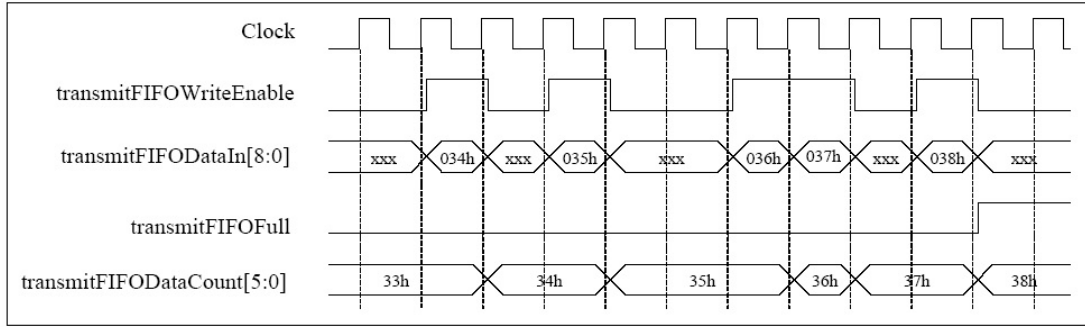 Clock
transmitFIFOWriteEnable
transmitFIFODataIn[8:0] xxx 034h xxx 035h xxx 036h 037h xxx 038h xxx
transmitFIFOFull
transmitFIFODataCount[5:0] 33h 34h 35h 36h 37h 38h